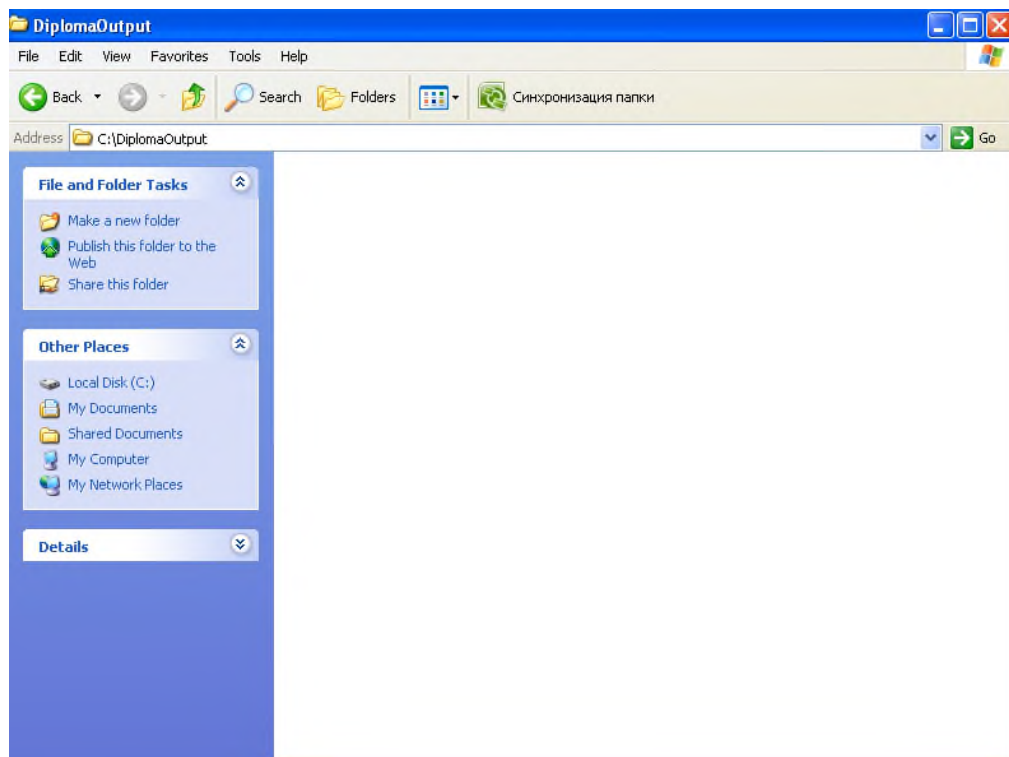 DiplomaOutput
File Edit View Favorites Tools Help
Back Search Folders Синхронизация папки
Address C:\DiplomaOutput Go
File and Folder Tasks
Make a new folder
Publish this folder to the
Web
Share this folder
Other Places
Local Disk (C:)
My Documents
Shared Documents
My Computer
My Network Places
Details